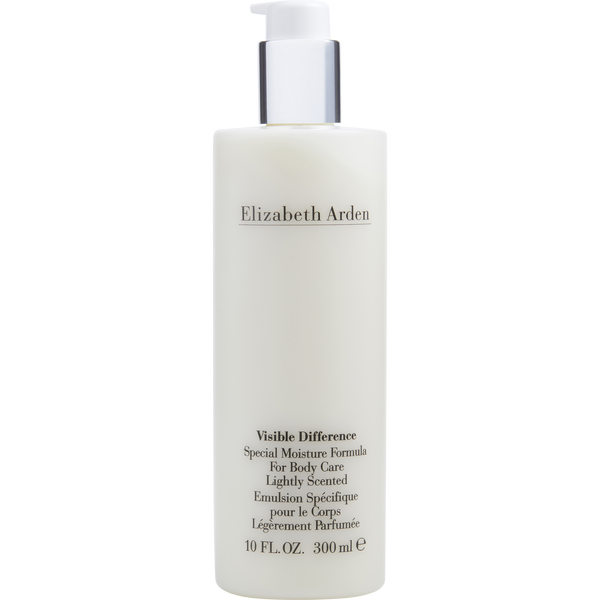 Elizabeth Arden
Visible Difference
Special Moisture Formula
For Body Care
Lightly Scented
Emulsion Spécifique
pour le Corps
Légèrement Parfumée
10 FL. OZ. 300 ml ℮